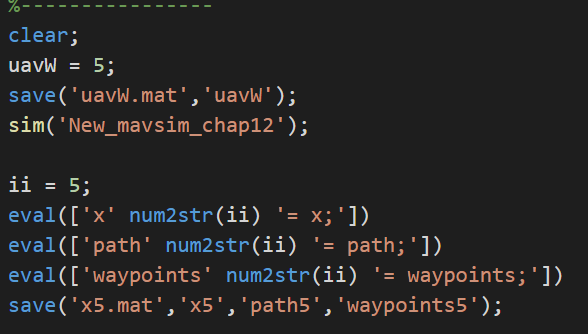 %----------------
clear;
uavW = 5;
save('uavW.mat','uavW');
sim('New_mavsim_chap12');
ii = 5;
eval(['x' num2str(ii) '= x;'])
eval(['path' num2str(ii) '= path;'])
eval(['waypoints' num2str(ii) '= waypoints;'])
save('x5.mat','x5','path5','waypoints5');